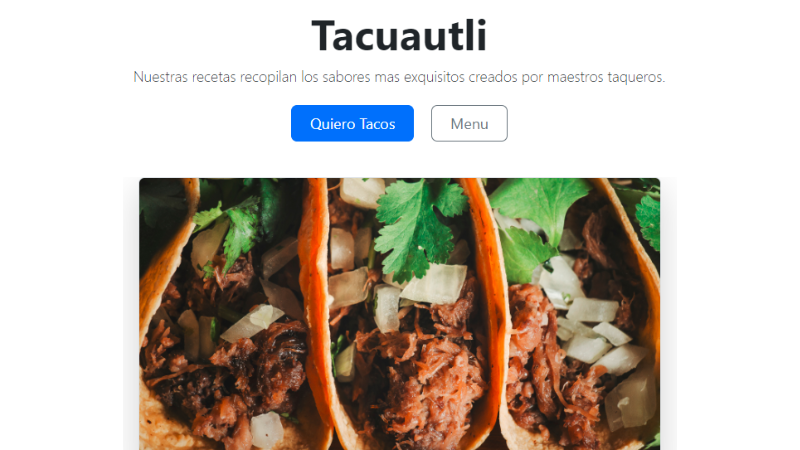 Tacuautli
Nuestras recetas recopilan los sabores mas exquisitos creados por maestros taqueros.
Quiero Tacos
Menu